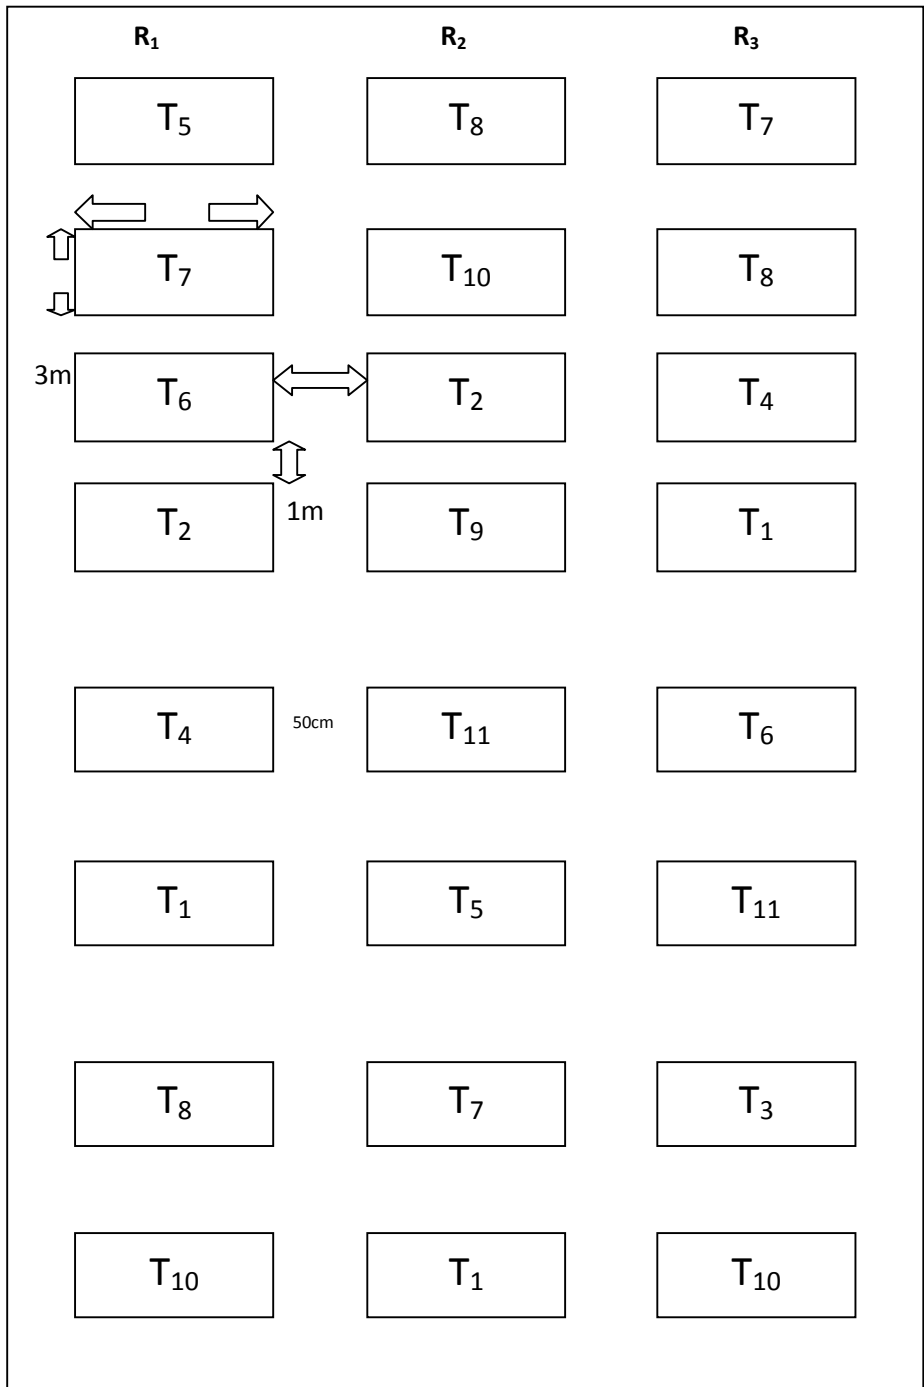 R₁ R₂ R₃
T₅ T₈ T₇
T₇ T₁₀ T₈
3m
T₆ T₂ T₄
T₂ 1m T₉ T₁
T₄ 50cm T₁₁ T₆
T₁ T₅ T₁₁
T₈ T₇ T₃
T₁₀ T₁ T₁₀